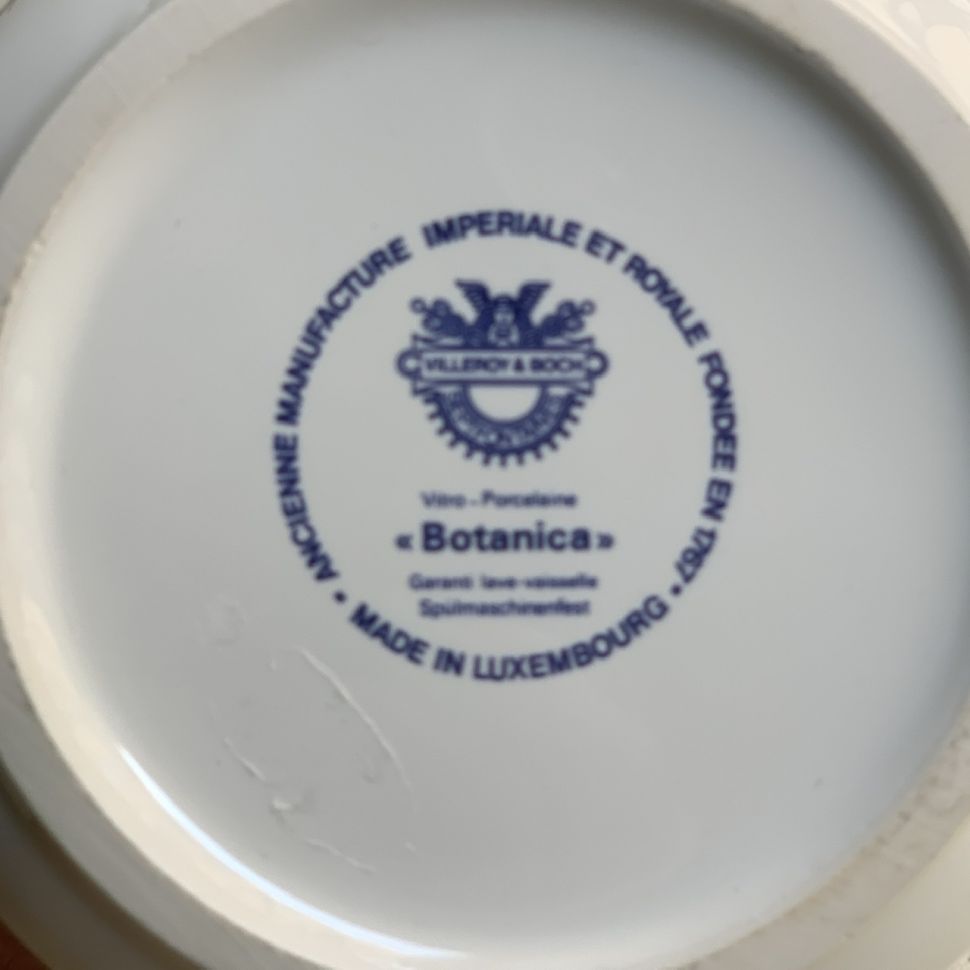 ANCIENNE MANUFACTURE IMPERIALE ET ROYALE FONDEE EN 1767 •
VILLEROY & BOCH
SEPTFONTAINES
Vitro-Porcelaine
« Botanica »
Garanti lave-vaisselle
Spülmaschinenfest
• MADE IN LUXEMBOURG